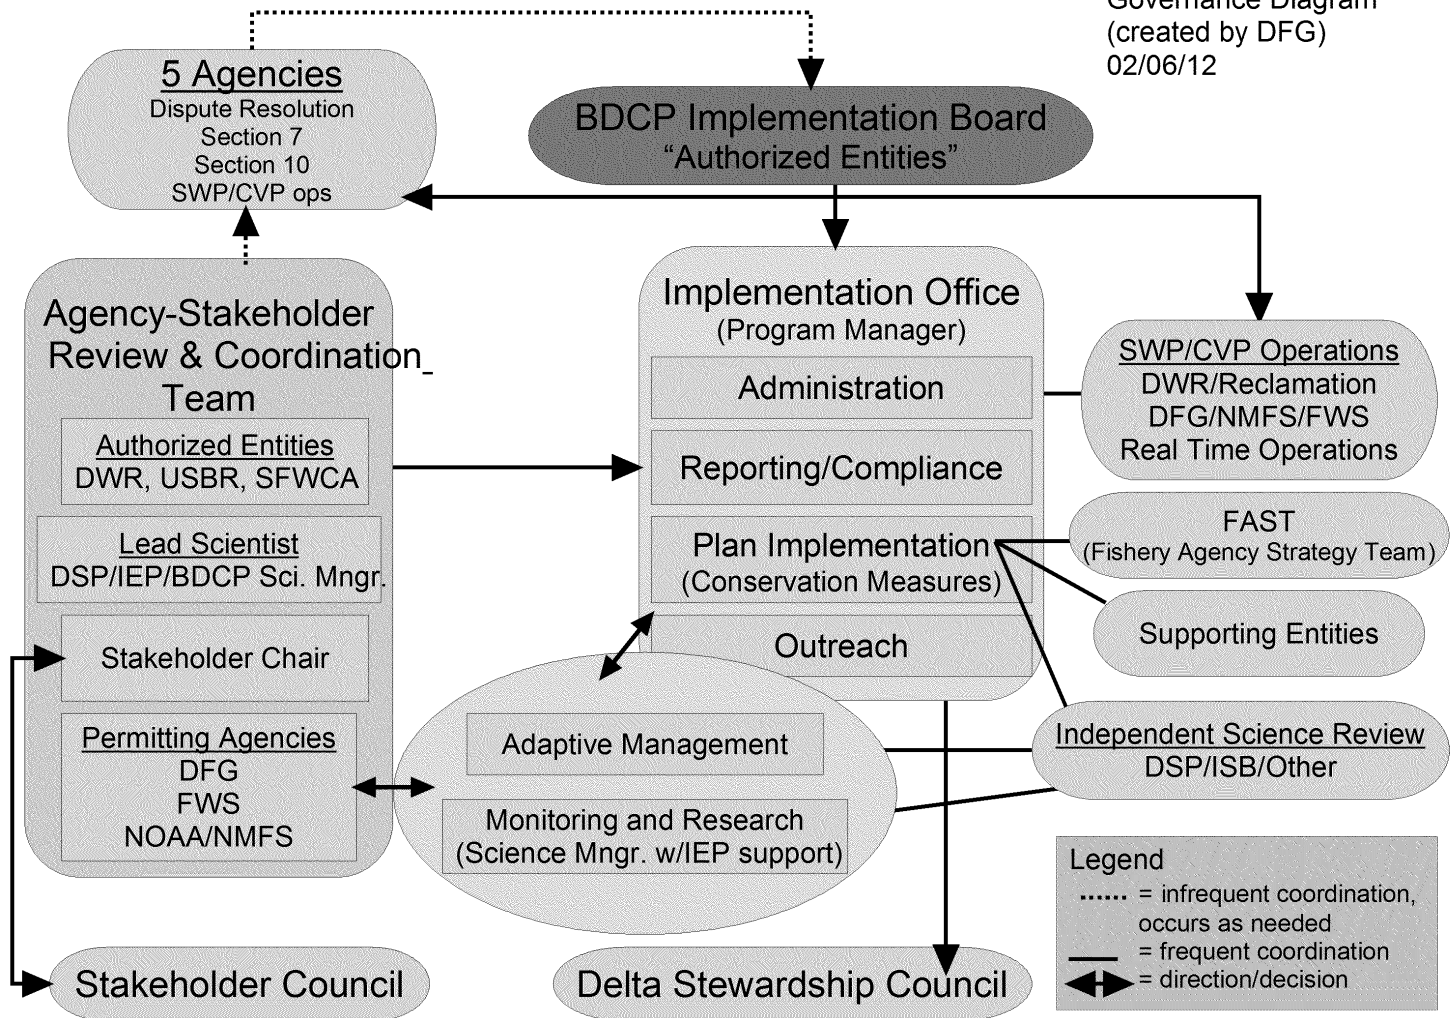 Governance Diagram
(created by DFG)
02/06/12
5 Agencies
Dispute Resolution
Section 7
Section 10
SWP/CVP ops
BDCP Implementation Board
“Authorized Entities”
Agency-Stakeholder
Review & Coordination_
Team
Authorized Entities
DWR, USBR, SFWCA
Lead Scientist
DSP/IEP/BDCP Sci. Mngr.
Stakeholder Chair
Permitting Agencies
DFG
FWS
NOAA/NMFS
Implementation Office
(Program Manager)
Administration
Reporting/Compliance
Plan Implementation
(Conservation Measures)
Outreach
Adaptive Management
Monitoring and Research
(Science Mngr. w/IEP support)
SWP/CVP Operations
DWR/Reclamation
DFG/NMFS/FWS
Real Time Operations
FAST
(Fishery Agency Strategy Team)
Supporting Entities
Independent Science Review
DSP/ISB/Other
Legend
= infrequent coordination,
occurs as needed
= frequent coordination
= direction/decision
Stakeholder Council
Delta Stewardship Council